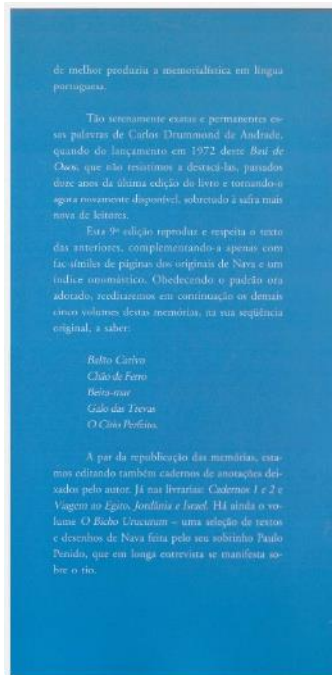 de melhor produziu a memorialística em língua
portuguesa.
Tão serenamente exatas e permanentes es-
sas palavras de Carlos Drummond de Andrade,
quando do lançamento em 1972 deste Baú de
Ossos, que não resistimos a destacá-las, passados
doze anos da última edição do livro e tornando-o
agora novamente disponível, sobretudo à safra mais
nova de leitores.
Esta 9ª edição reproduz e respeita o texto
das anteriores, complementando-a apenas com
fac-símiles de páginas dos originais de Nava e um
índice onomástico. Obedecendo o padrão ora
adotado, reeditaremos em continuação os demais
cinco volumes destas memórias, na sua seqüência
original, a saber:
Balão Cativo
Chão de Ferro
Beira-mar
Galo das Trevas
O Círio Perfeito.
A par da republicação das memórias, esta-
mos editando também cadernos de anotações dei-
xados pelo autor. Já nas livrarias: Cadernos 1 e 2 e
Viagem ao Egito, Jordânia e Israel. Há ainda o vo-
lume O Bicho Urucutum – uma seleção de textos
e desenhos de Nava feita pelo seu sobrinho Paulo
Penido, que em longa entrevista se manifesta so-
bre o tio.